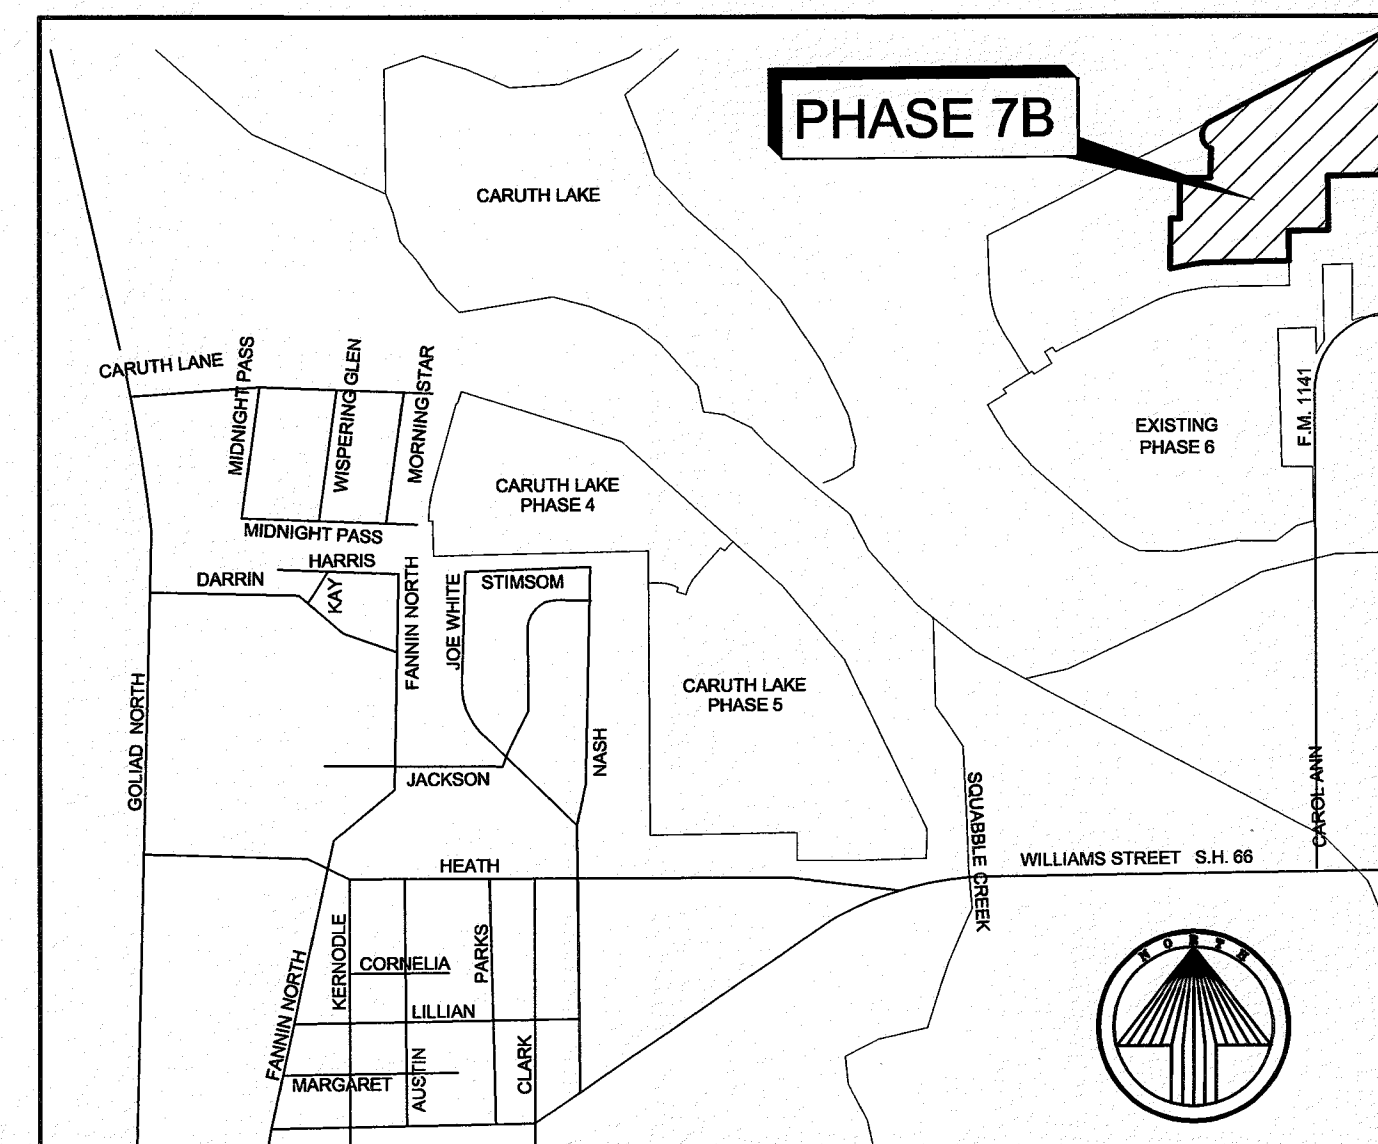 PHASE 7B
CARUTH LAKE
CARUTH LANE
MIDNIGHT PASS
WISPERING GLEN
MORNING STAR
F.M. 1141
EXISTING
PHASE 6
CARUTH LAKE
PHASE 4
MIDNIGHT PASS
HARRIS
DARRIN
KAY
FANNIN NORTH
JOE WHITE
STIMSOM
CARUTH LAKE
PHASE 5
GOLIAD NORTH
NASH
JACKSON
SQUABBLE CREEK
CAROL ANN
HEATH
WILLIAMS STREET S.H. 66
KERNODLE
CORNELIA
PARKS
FANNIN NORTH
LILLIAN
MARGARET
AUSTIN
CLARK
NORTH